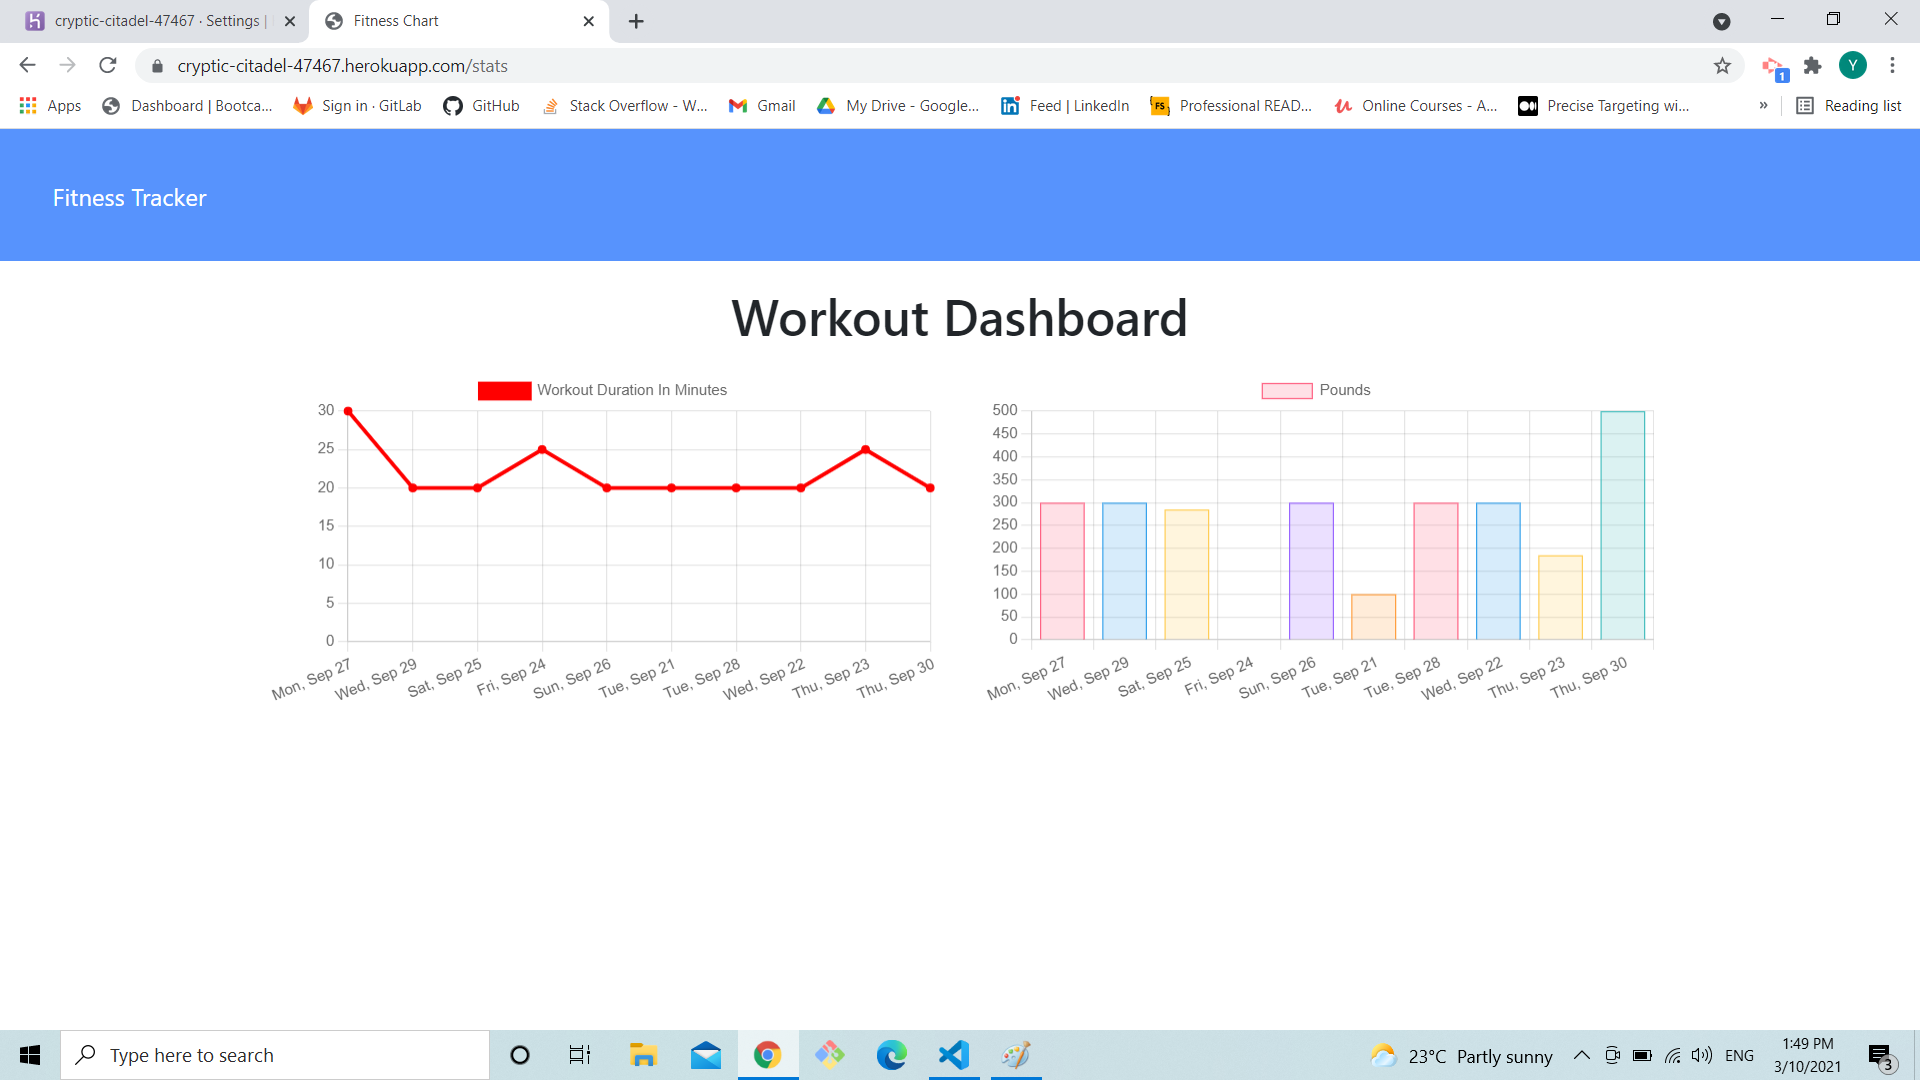 cryptic-citadel-47467 · Settings |
Fitness Chart
cryptic-citadel-47467.herokuapp.com/stats
Y
1
Apps
Dashboard | Bootca...
Sign in · GitLab
GitHub
Stack Overflow - W...
Gmail
My Drive - Google...
Feed | LinkedIn
Professional READ...
Online Courses - A...
Precise Targeting wi...
»
Reading list
Fitness Tracker
Workout Dashboard
Workout Duration In Minutes
30
25
20
15
10
5
0
Mon, Sep 27
Wed, Sep 29
Sat, Sep 25
Fri, Sep 24
Sun, Sep 26
Tue, Sep 21
Tue, Sep 28
Wed, Sep 22
Thu, Sep 23
Thu, Sep 30
Pounds
500
450
400
350
300
250
200
150
100
50
0
Mon, Sep 27
Wed, Sep 29
Sat, Sep 25
Fri, Sep 24
Sun, Sep 26
Tue, Sep 21
Tue, Sep 28
Wed, Sep 22
Thu, Sep 23
Thu, Sep 30
Type here to search
23°C Partly sunny
ENG
1:49 PM
3/10/2021
3